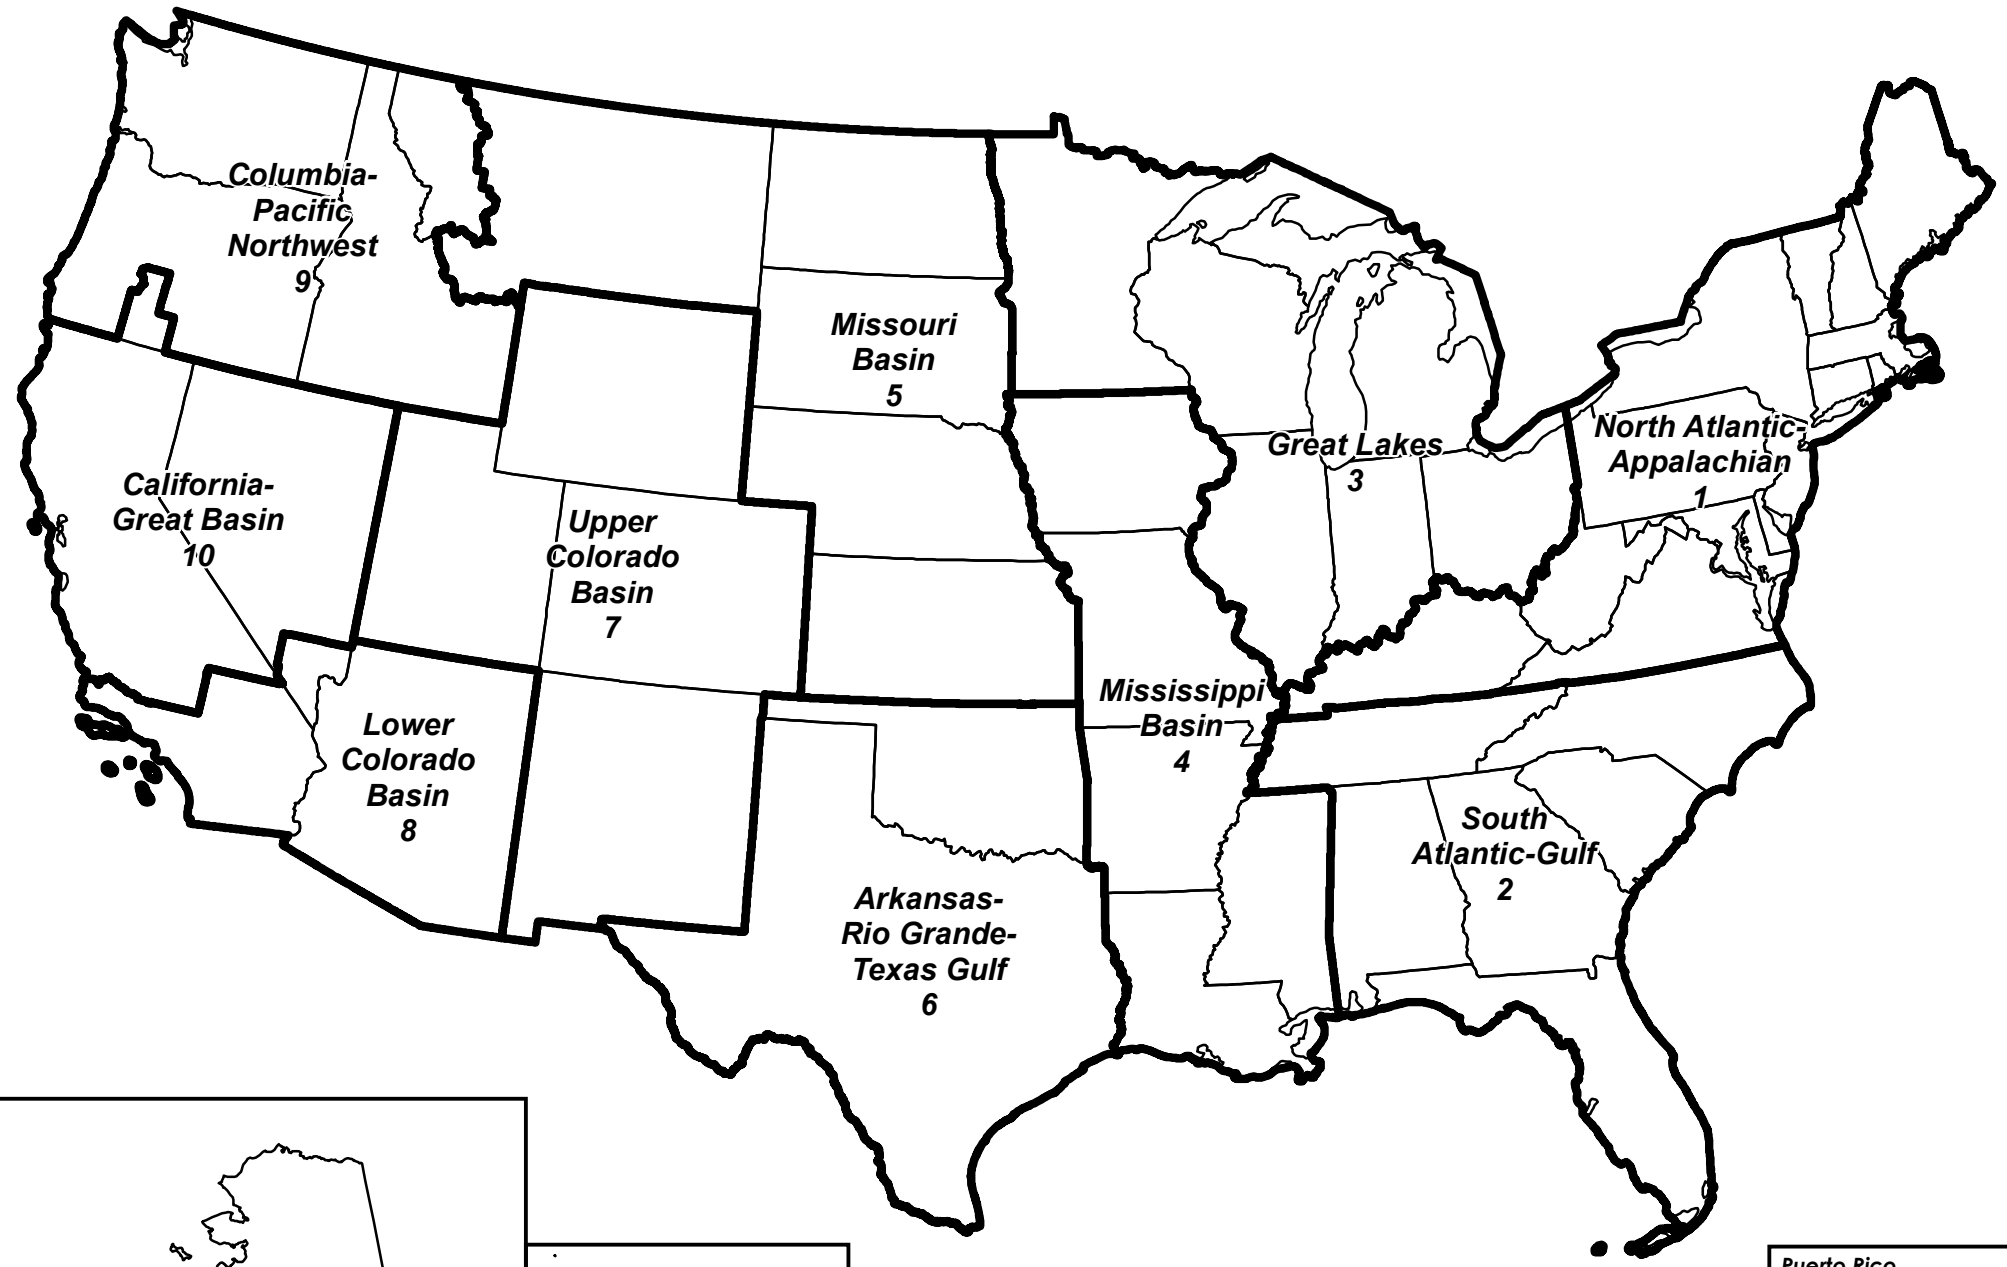 Columbia-
Pacific
Northwest
9
Missouri
Basin
5
Great Lakes
3
North Atlantic-
Appalachian
1
California-
Great Basin
10
Upper
Colorado
Basin
7
Lower
Colorado
Basin
8
Mississippi
Basin
4
South
Atlantic-Gulf
2
Arkansas-
Rio Grande-
Texas Gulf
6
Puerto Rico